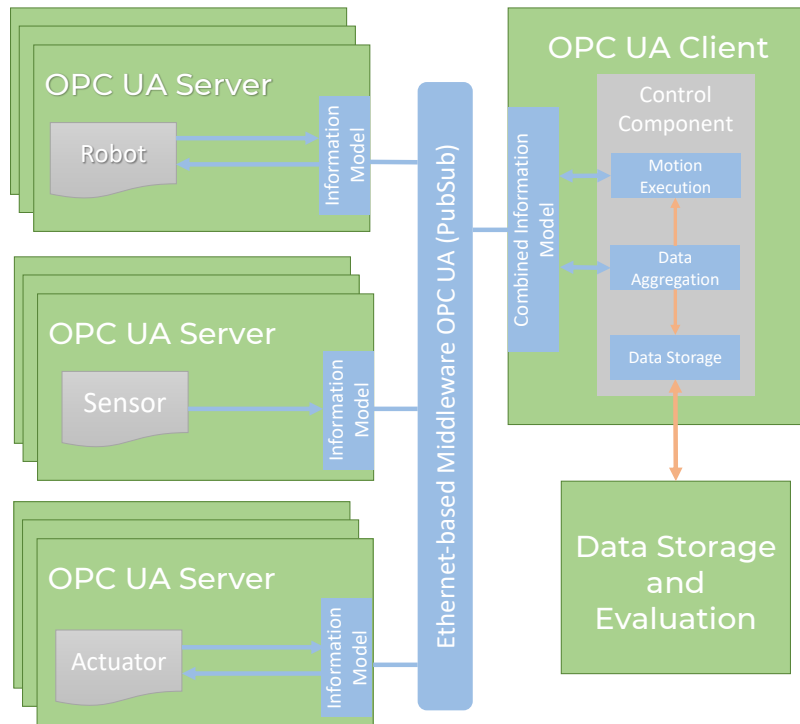 OPC UA Server
Robot
Information
Model
OPC UA Server
Sensor
Information
Model
OPC UA Server
Actuator
Information
Model
Ethernet-based Middleware OPC UA (PubSub)
OPC UA Client
Combined Information
Model
Control
Component
Motion
Execution
Data
Aggregation
Data Storage
Data Storage
and
Evaluation